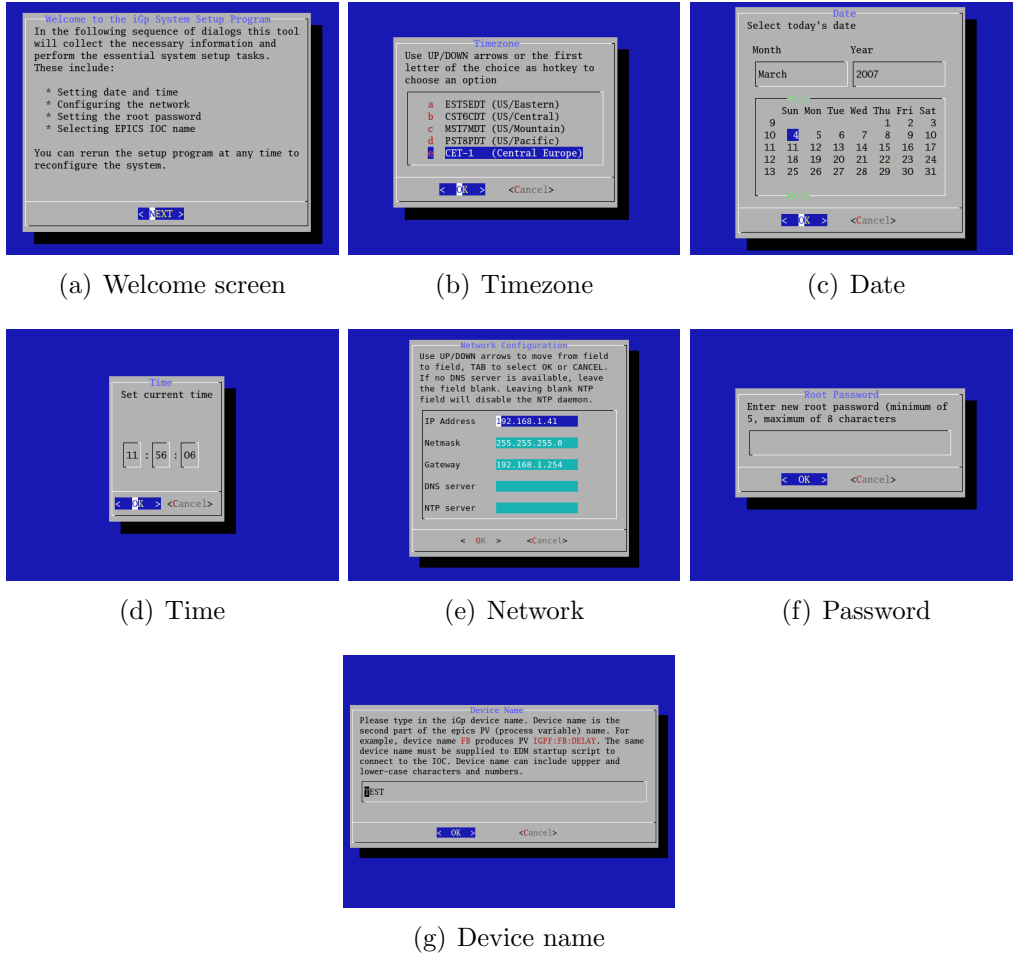 Welcome to the iGp System Setup Program
In the following sequence of dialogs this tool
will collect the necessary information and
perform the essential system setup tasks.
These include:
* Setting date and time
* Configuring the network
* Setting the root password
* Selecting EPICS IOC name
You can rerun the setup program at any time to
reconfigure the system.
< NEXT >
(a) Welcome screen
Timezone
Use UP/DOWN arrows or the first
letter of the choice as hotkey to
choose an option
a EST5EDT (US/Eastern)
b CST6CDT (US/Central)
c MST7MDT (US/Mountain)
d PST8PDT (US/Pacific)
e CET-1 (Central Europe)
< OK > <Cancel>
(b) Timezone
Date
Select today's date
Month Year
March 2007
Sun Mon Tue Wed Thu Fri Sat
9 1 2 3
10 4 5 6 7 8 9 10
11 11 12 13 14 15 16 17
12 18 19 20 21 22 23 24
13 25 26 27 28 29 30 31
< OK > <Cancel>
(c) Date
Time
Set current time
11 : 56 : 06
< OK > <Cancel>
(d) Time
Network Configuration
Use UP/DOWN arrows to move from field
to field, TAB to select OK or CANCEL.
If no DNS server is available, leave
the field blank. Leaving blank NTP
field will disable the NTP daemon.
IP Address 192.168.1.41
Netmask 255.255.255.0
Gateway 192.168.1.254
DNS server
NTP server
< OK > <Cancel>
(e) Network
Root Password
Enter new root password (minimum of
5, maximum of 8 characters
< OK > <Cancel>
(f) Password
Device Name
Please type in the iGp device name. Device name is the
second part of the epics PV (process variable) name. For
example, device name FB produces PV IGPF:FB:DELAY. The same
device name must be supplied to EDM startup script to
connect to the IOC. Device name can include uppper and
lower-case characters and numbers.
TEST
< OK > <Cancel>
(g) Device name